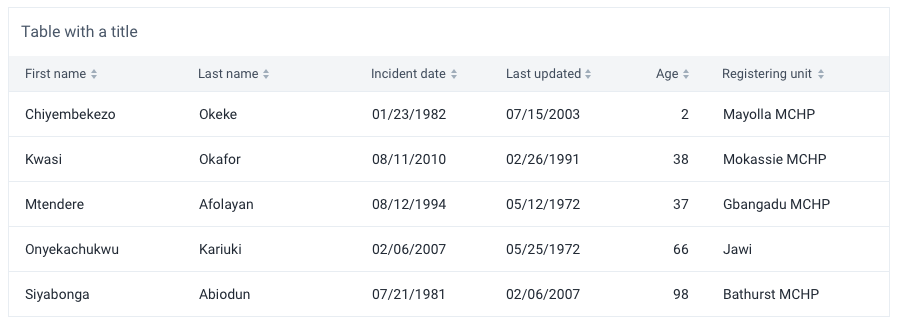 Table with a title
First name Last name Incident date Last updated Age Registering unit
Chiyembekezo Okeke 01/23/1982 07/15/2003 2 Mayolla MCHP
Kwasi Okafor 08/11/2010 02/26/1991 38 Mokassie MCHP
Mtendere Afolayan 08/12/1994 05/12/1972 37 Gbangadu MCHP
Onyekachukwu Kariuki 02/06/2007 05/25/1972 66 Jawi
Siyabonga Abiodun 07/21/1981 02/06/2007 98 Bathurst MCHP